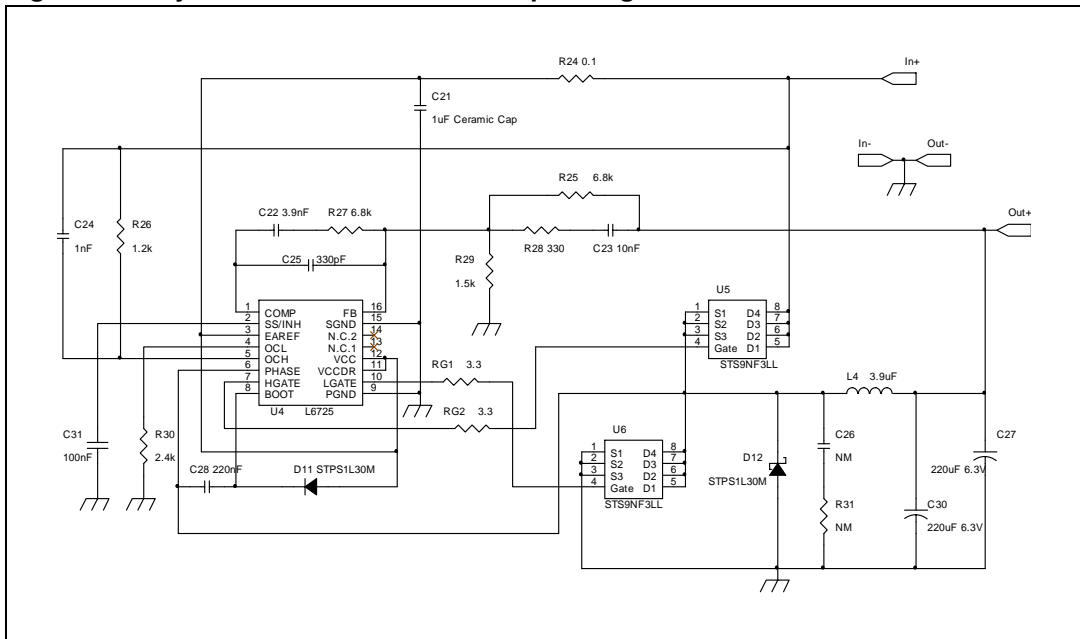 R24 0.1
In+
C21
1uF Ceramic Cap
In-
Out-
R25 6.8k
C22 3.9nF
R27 6.8k
Out+
C24
1nF
R26
1.2k
R28 330
C23 10nF
C25 330pF
R29
1.5k
U5
1 COMP
2 SS/INH
3 EAREF
4 OCL
5 OCH
6 PHASE
7 HGATE
8 BOOT
FB 16
SGND 15
N.C.2 14
N.C.1 13
VCC 12
VCCDR 11
LGATE 10
PGND 9
U4 L6725
1 S1 D4 8
2 S2 D3 7
3 S3 D2 6
4 Gate D1 5
STS9NF3LL
RG1 3.3
L4 3.9uF
RG2 3.3
C31
100nF
R30
2.4k
U6
1 S1 D4 8
2 S2 D3 7
3 S3 D2 6
4 Gate D1 5
STS9NF3LL
C26
NM
C27
220uF 6.3V
D12
STPS1L30M
C28 220nF
D11 STPS1L30M
R31
NM
C30
220uF 6.3V